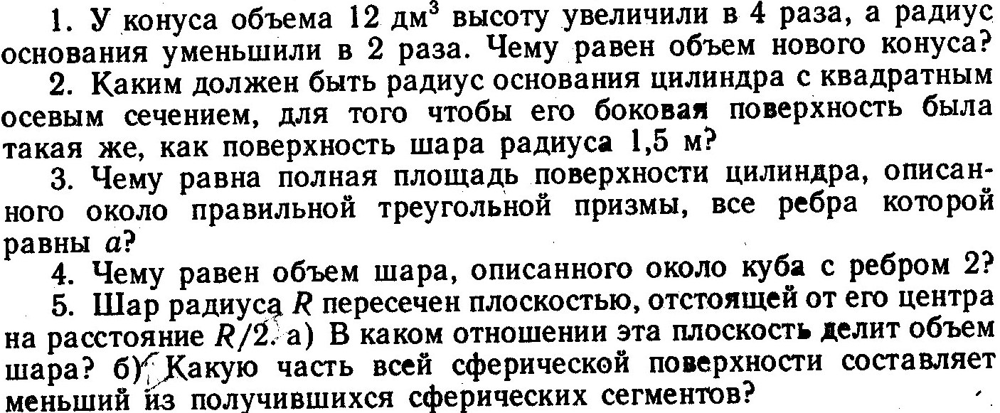 1. У конуса объема 12 дм³ высоту увеличили в 4 раза, а радиус
основания уменьшили в 2 раза. Чему равен объем нового конуса?
2. Каким должен быть радиус основания цилиндра с квадратным
осевым сечением, для того чтобы его боковая поверхность была
такая же, как поверхность шара радиуса 1,5 м?
3. Чему равна полная площадь поверхности цилиндра, описан-
ного около правильной треугольной призмы, все ребра которой
равны a?
4. Чему равен объем шара, описанного около куба с ребром 2?
5. Шар радиуса R пересечен плоскостью, отстоящей от его центра
на расстояние R/2. а) В каком отношении эта плоскость делит объем
шара? б) Какую часть всей сферической поверхности составляет
меньший из получившихся сферических сегментов?